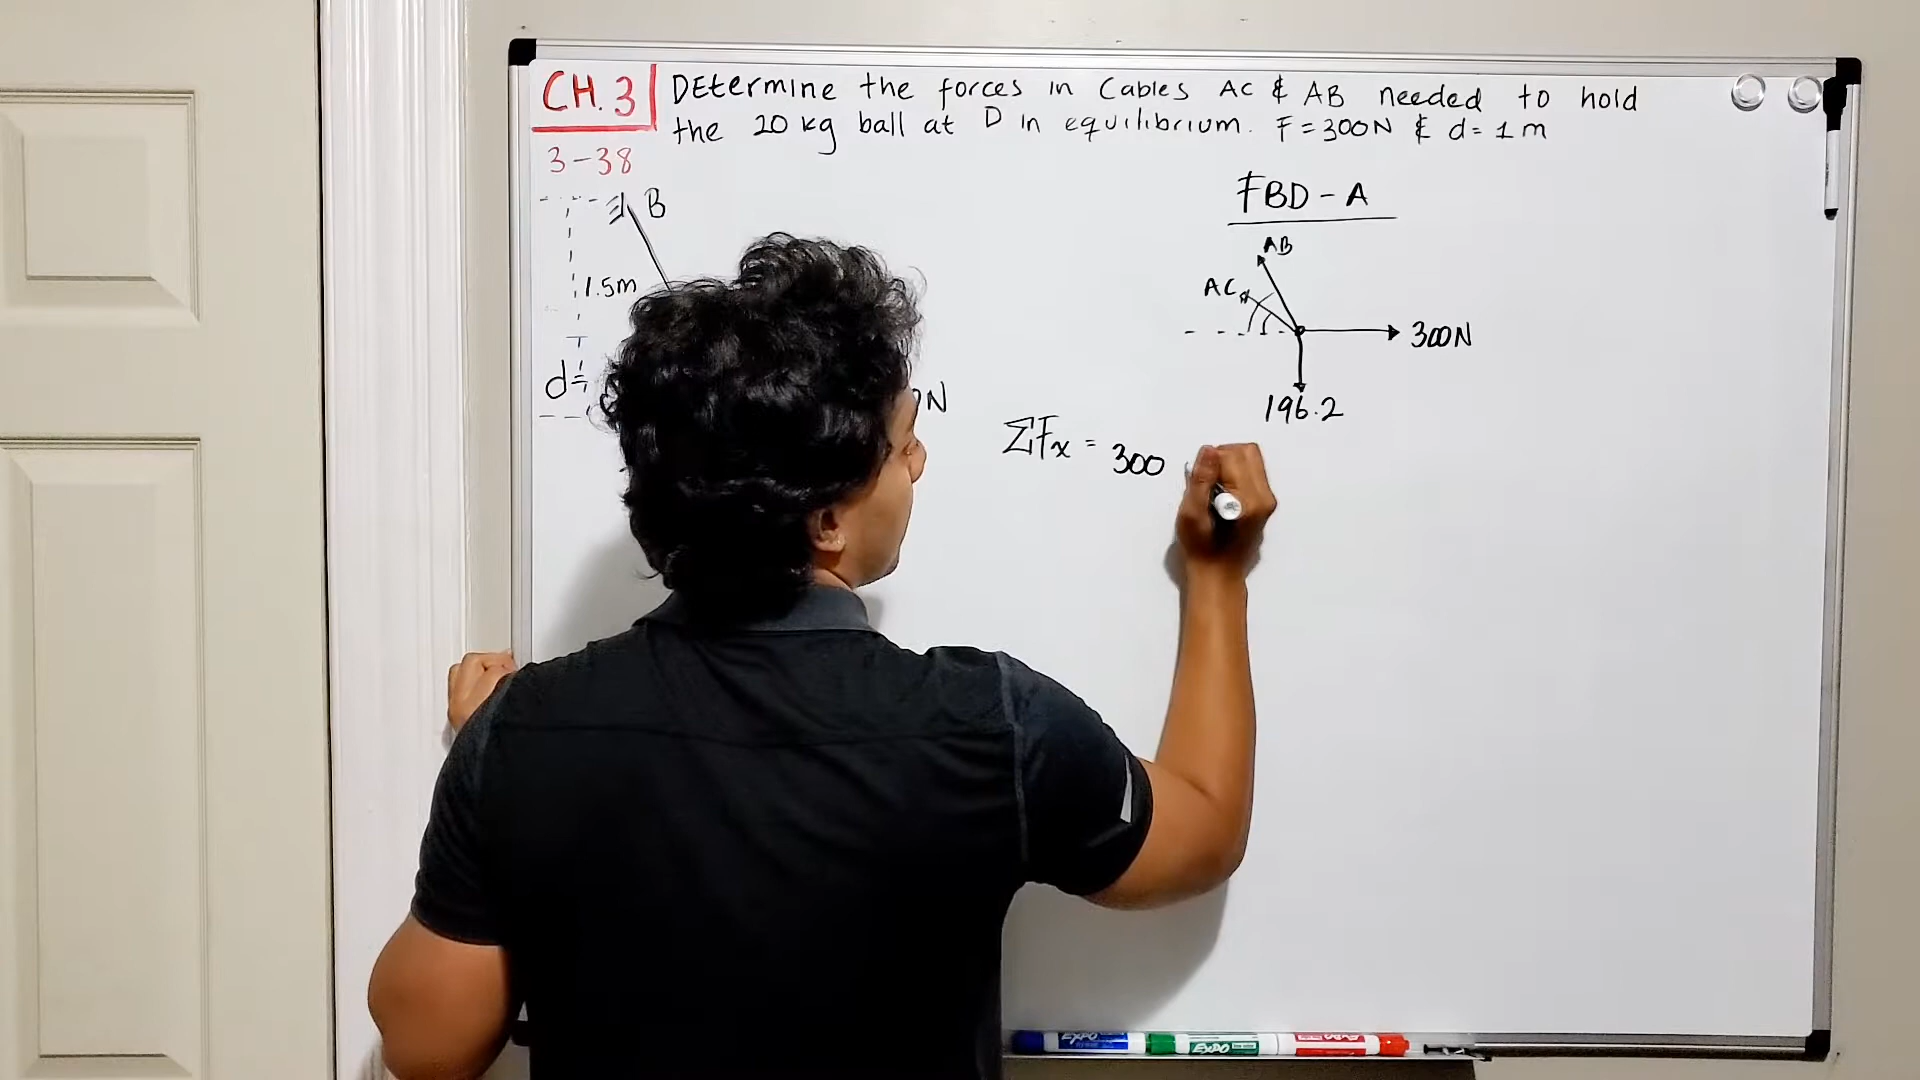 CH. 3
DEtermine the forces in Cables AC & AB needed to hold
the 20 kg ball at D in equilibrium. F = 300N & d = 1 m
3-38
B
1.5m
d=
N
FBD - A
AB
AC
300N
196.2
ΣFx = 300
EXPO
EXPO